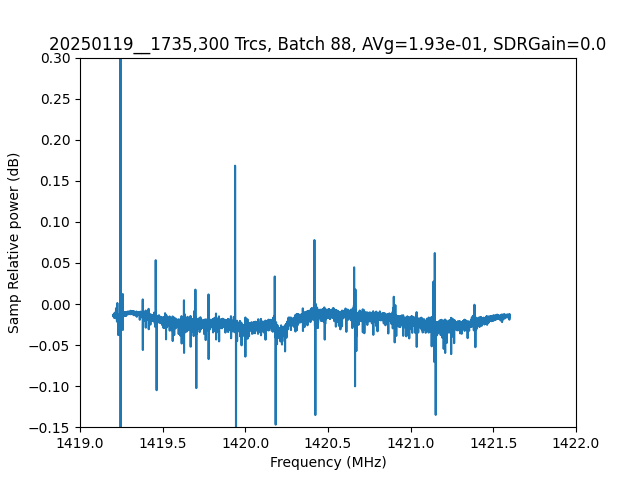 20250119__1735,300 Trcs, Batch 88, AVg=1.93e-01, SDRGain=0.0
0.30
0.25
0.20
0.15
0.10
0.05
0.00
−0.05
−0.10
−0.15
Samp Relative power (dB)
1419.0 1419.5 1420.0 1420.5 1421.0 1421.5 1422.0
Frequency (MHz)